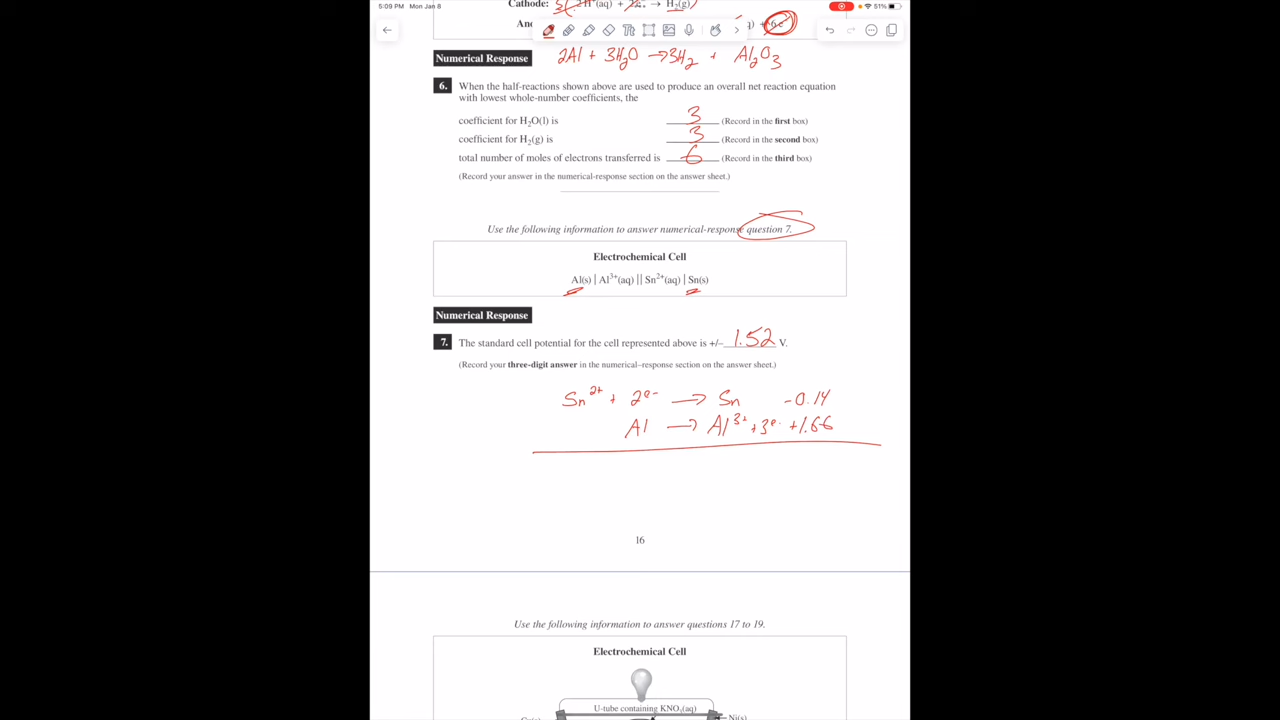 5:09 PM Mon Jan 8 51%
Cathode: H⁺(aq) + → H₂(g)
6 e⁻
Numerical Response 2Al + 3H₂O → 3H₂ + Al₂O₃
6. When the half-reactions shown above are used to produce an overall net reaction equation
with lowest whole-number coefficients, the
coefficient for H₂O(l) is 3 (Record in the first box)
coefficient for H₂(g) is 3 (Record in the second box)
total number of moles of electrons transferred is 6 (Record in the third box)
(Record your answer in the numerical-response section on the answer sheet.)
Use the following information to answer numerical-response question 7.
Electrochemical Cell
Al(s) | Al³⁺(aq) || Sn²⁺(aq) | Sn(s)
Numerical Response
7. The standard cell potential for the cell represented above is +/– 1.52 V.
(Record your three-digit answer in the numerical–response section on the answer sheet.)
Sn²⁺ + 2e⁻ → Sn -0.14
Al → Al³⁺ + 3e⁻ +1.66
16
Use the following information to answer questions 17 to 19.
Electrochemical Cell
U-tube containing KNO₃(aq)
Ni(s)